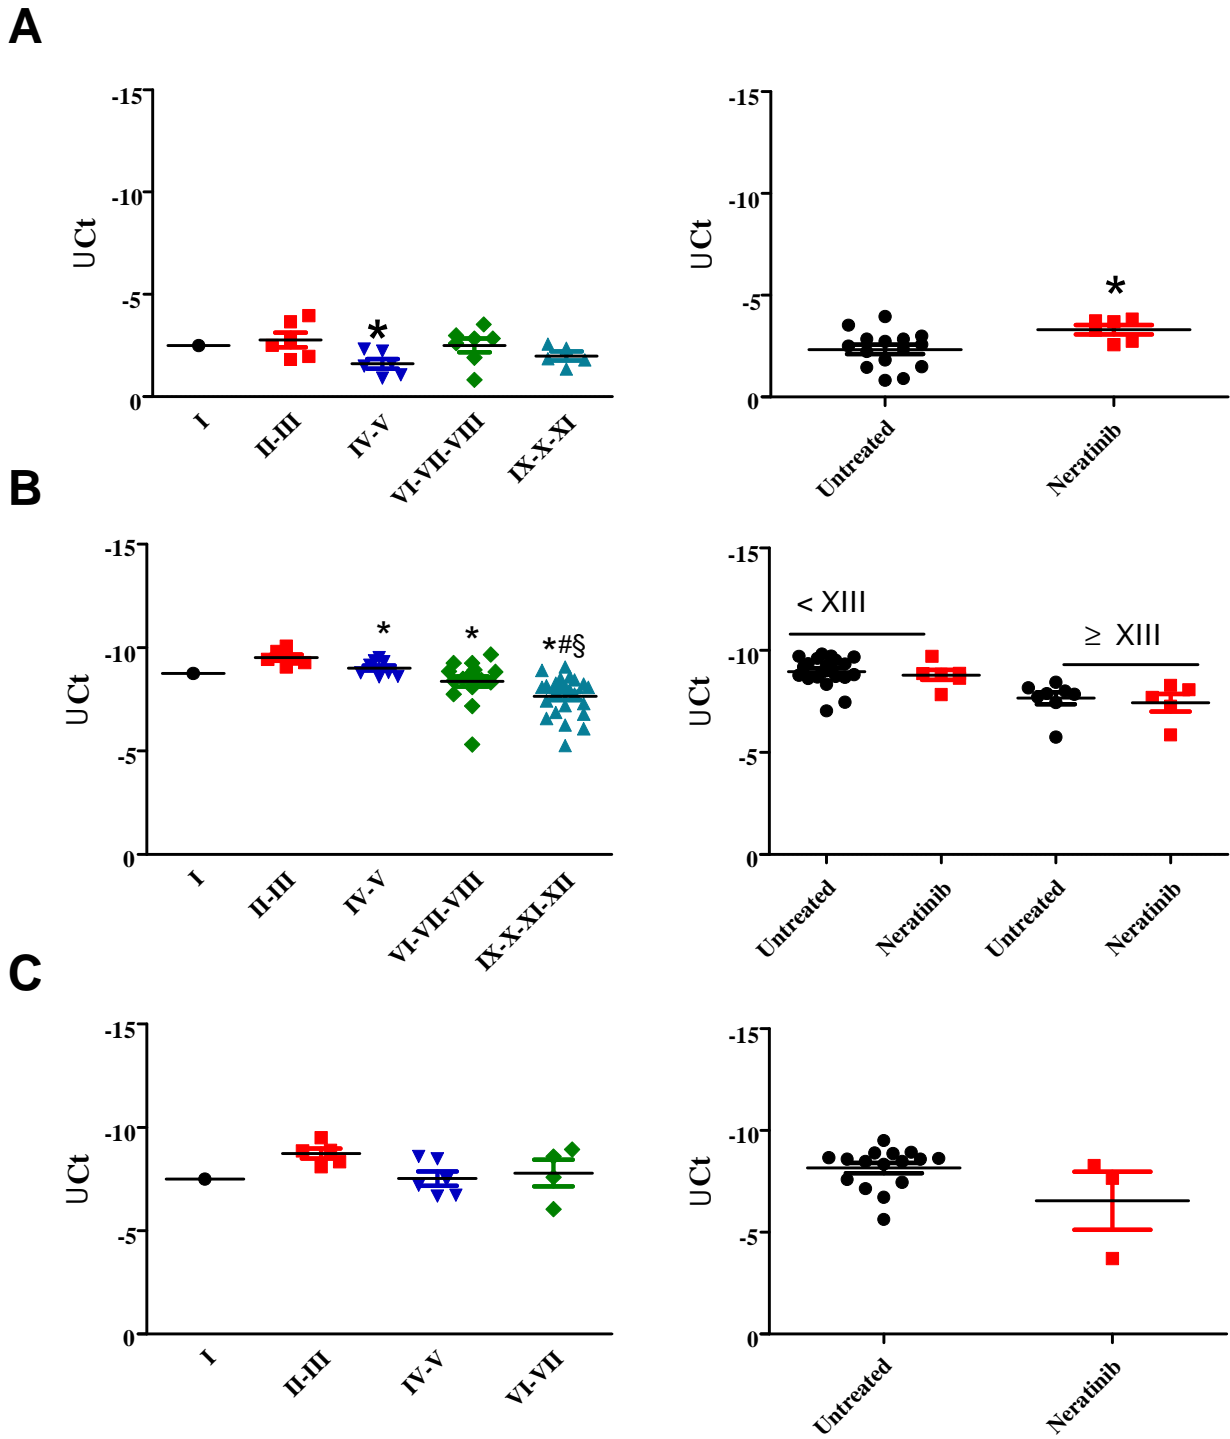 A
-15
-10
-5
0
UCt
*
I
II-III
IV-V
VI-VII-VIII
IX-X-XI
-15
-10
-5
0
UCt
*
Untreated
Neratinib
B
-15
-10
-5
0
UCt
*
*
*#§
I
II-III
IV-V
VI-VII-VIII
IX-X-XI-XII
-15
-10
-5
0
UCt
< XIII
≥ XIII
Untreated
Neratinib
Untreated
Neratinib
C
-15
-10
-5
0
UCt
I
II-III
IV-V
VI-VII
-15
-10
-5
0
UCt
Untreated
Neratinib